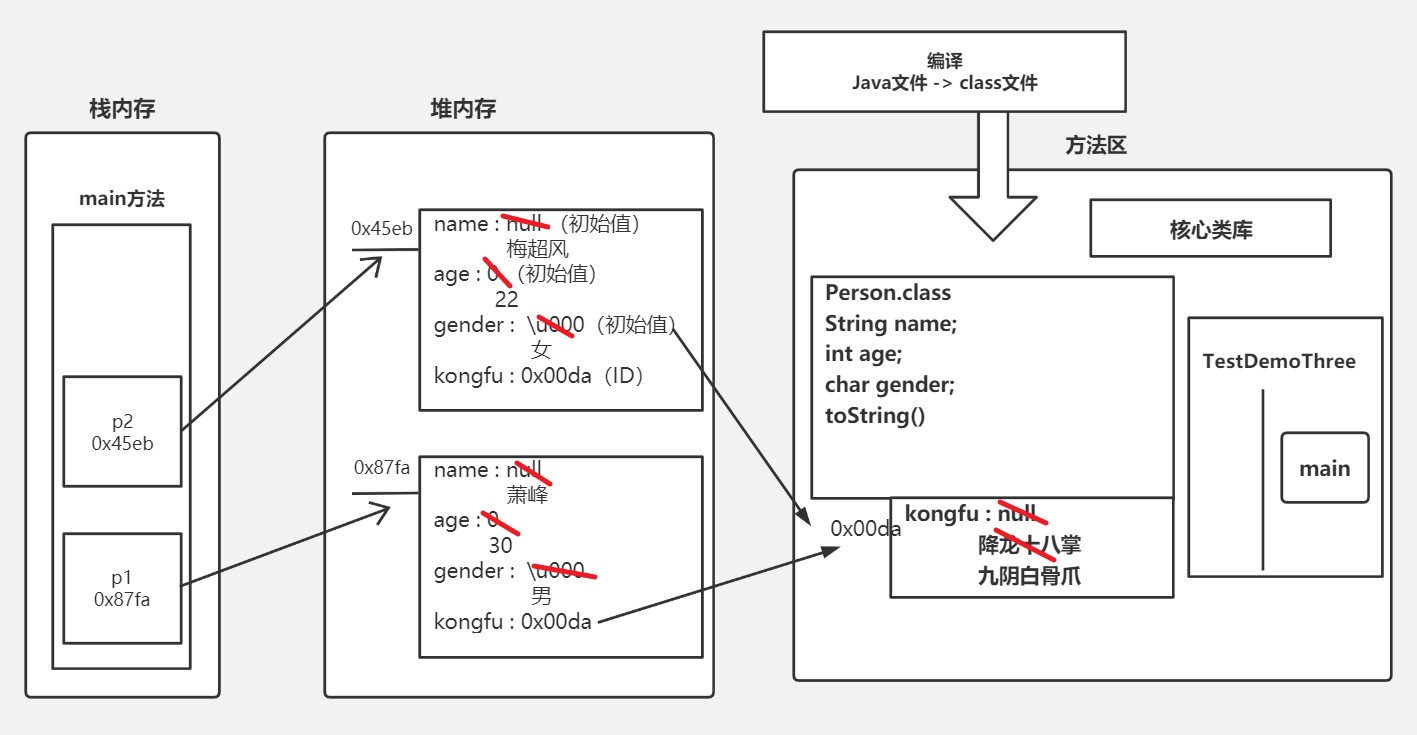 编译
Java文件 -> class文件
栈内存
堆内存
方法区
main方法
p2
0x45eb
p1
0x87fa
0x45eb
name : null（初始值）
梅超风
age : 0（初始值）
22
gender : \u000（初始值）
女
kongfu : 0x00da（ID）
0x87fa
name : null
萧峰
age : 0
30
gender : \u000
男
kongfu : 0x00da
核心类库
Person.class
String name;
int age;
char gender;
toString()
0x00da
kongfu : null
降龙十八掌
九阴白骨爪
TestDemoThree
main